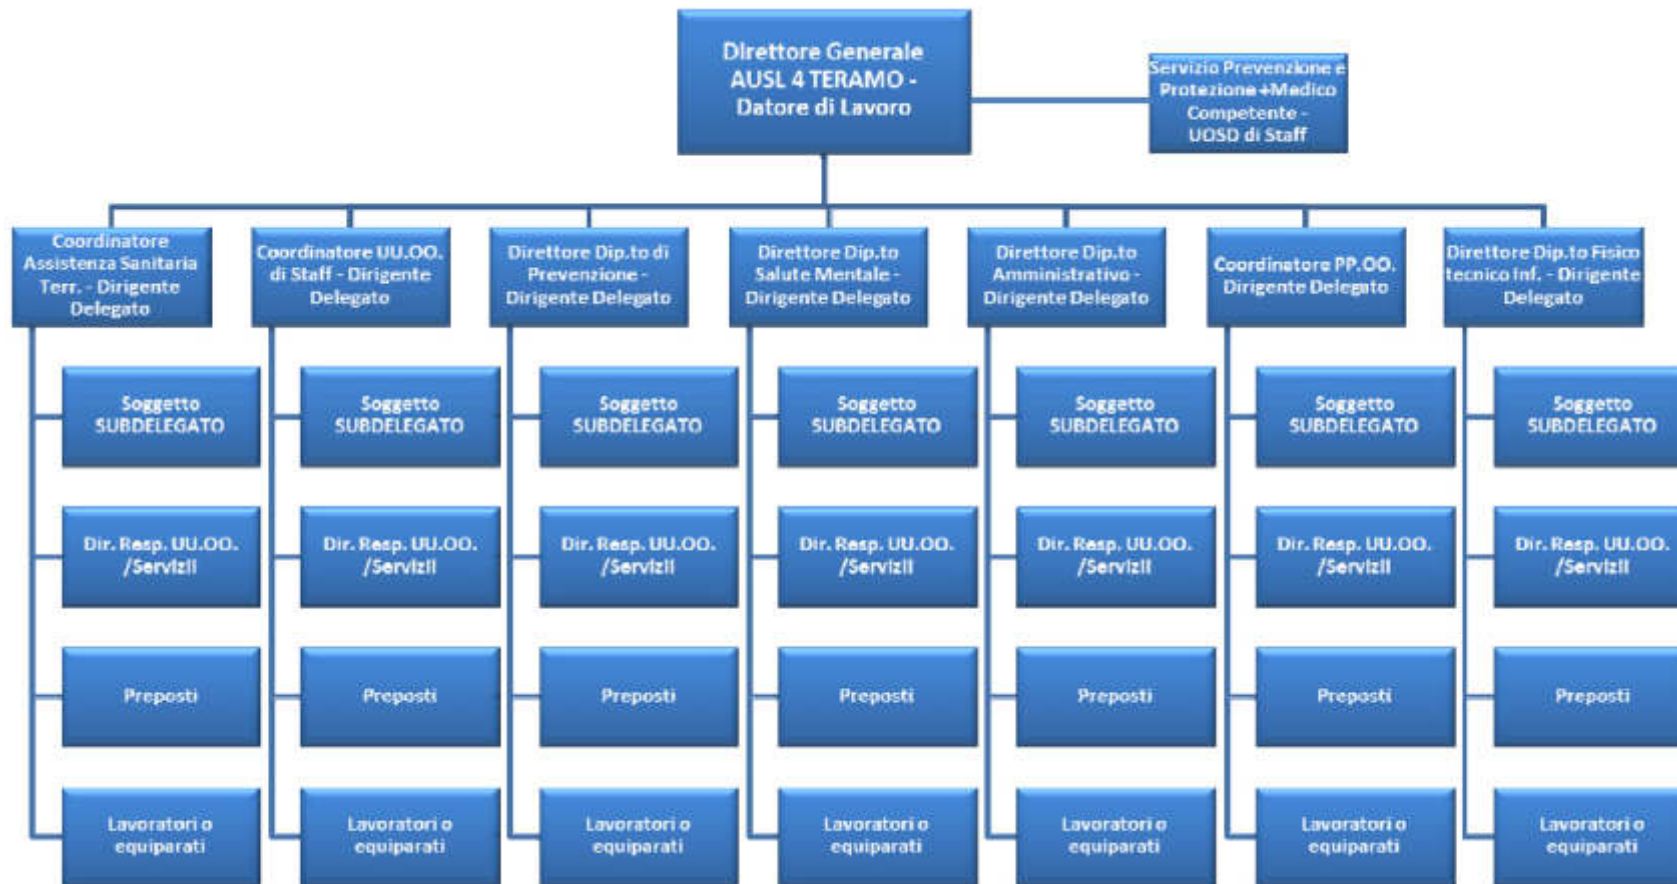 Direttore Generale
AUSL 4 TERAMO -
Datore di Lavoro
Servizio Prevenzione e
Protezione +Medico
Competente -
UOSD di Staff
Coordinatore
Assistenza Sanitaria
Terr. - Dirigente
Delegato
Coordinatore UU.OO.
di Staff - Dirigente
Delegato
Direttore Dip.to di
Prevenzione -
Dirigente Delegato
Direttore Dip.to
Salute Mentale -
Dirigente Delegato
Direttore Dip.to
Amministrativo -
Dirigente Delegato
Coordinatore PP.OO.
Dirigente Delegato
Direttore Dip.to Fisico
tecnico Inf. - Dirigente
Delegato
Soggetto
SUBDELEGATO
Soggetto
SUBDELEGATO
Soggetto
SUBDELEGATO
Soggetto
SUBDELEGATO
Soggetto
SUBDELEGATO
Soggetto
SUBDELEGATO
Soggetto
SUBDELEGATO
Dir. Resp. UU.OO.
/Servizii
Dir. Resp. UU.OO.
/Servizii
Dir. Resp. UU.OO.
/Servizii
Dir. Resp. UU.OO.
/Servizii
Dir. Resp. UU.OO.
/Servizii
Dir. Resp. UU.OO.
/Servizii
Dir. Resp. UU.OO.
/Servizii
Preposti
Preposti
Preposti
Preposti
Preposti
Preposti
Preposti
Lavoratori o
equiparati
Lavoratori o
equiparati
Lavoratori o
equiparati
Lavoratori o
equiparati
Lavoratori o
equiparati
Lavoratori o
equiparati
Lavoratori o
equiparati